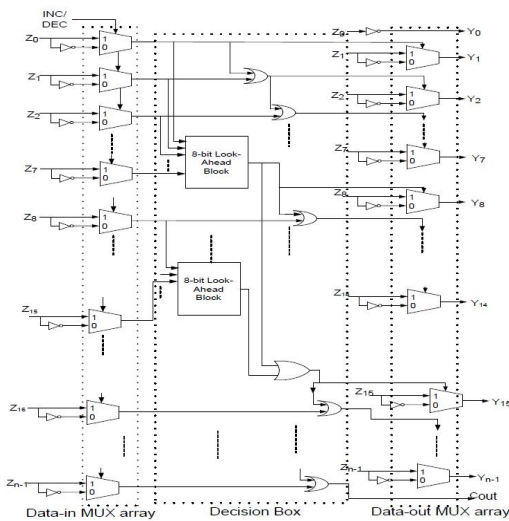 INC/
DEC
Z0 1 0 Z0 Y0
Z1 1 0 Z1 1 0 Y1
Z2 1 0 Z2 1 0 Y2
Z7 1 0 8-bit Look-
Ahead
Block Z7 1 0 Y7
Z8 1 0 Z8 1 0 Y8
8-bit Look-
Ahead
Block
Z15 1 0 1 0 Y14
Z15 1 0 Y15
Z16 1 0
Zn-1 1 0 Zn-1 1 0 Yn-1
Cout
Data-in MUX array Decision Box Data-out MUX array